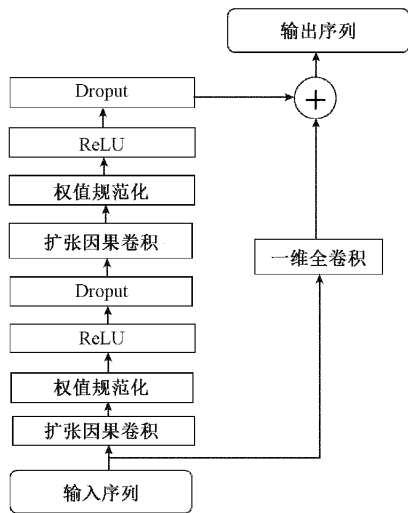 输出序列
Droput
+
ReLU
权值规范化
扩张因果卷积
一维全卷积
Droput
ReLU
权值规范化
扩张因果卷积
输入序列